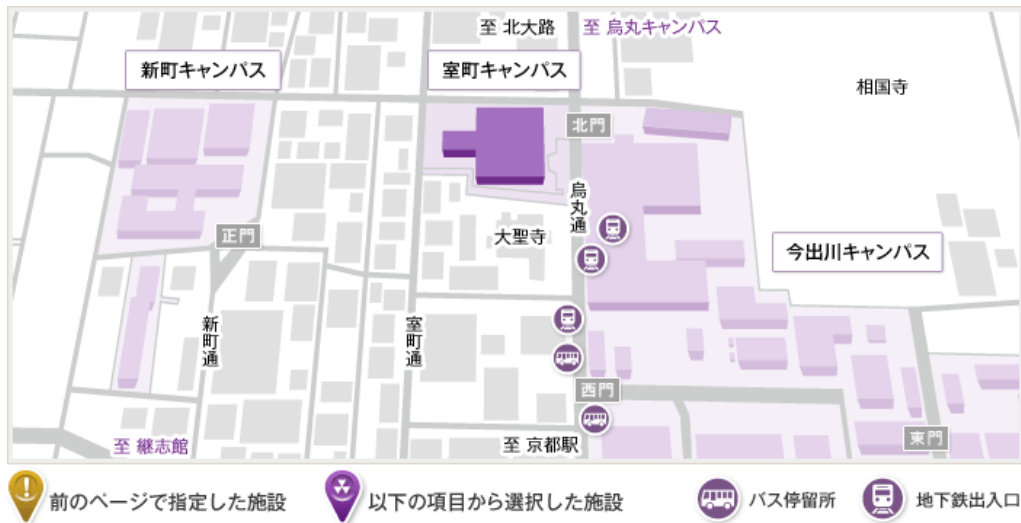 至 北大路
至 烏丸キャンパス
新町キャンパス
室町キャンパス
相国寺
北門
烏丸通
正門
大聖寺
今出川キャンパス
新町通
室町通
西門
至 継志館
至 京都駅
東門
前のページで指定した施設
以下の項目から選択した施設
バス停留所
地下鉄出入口